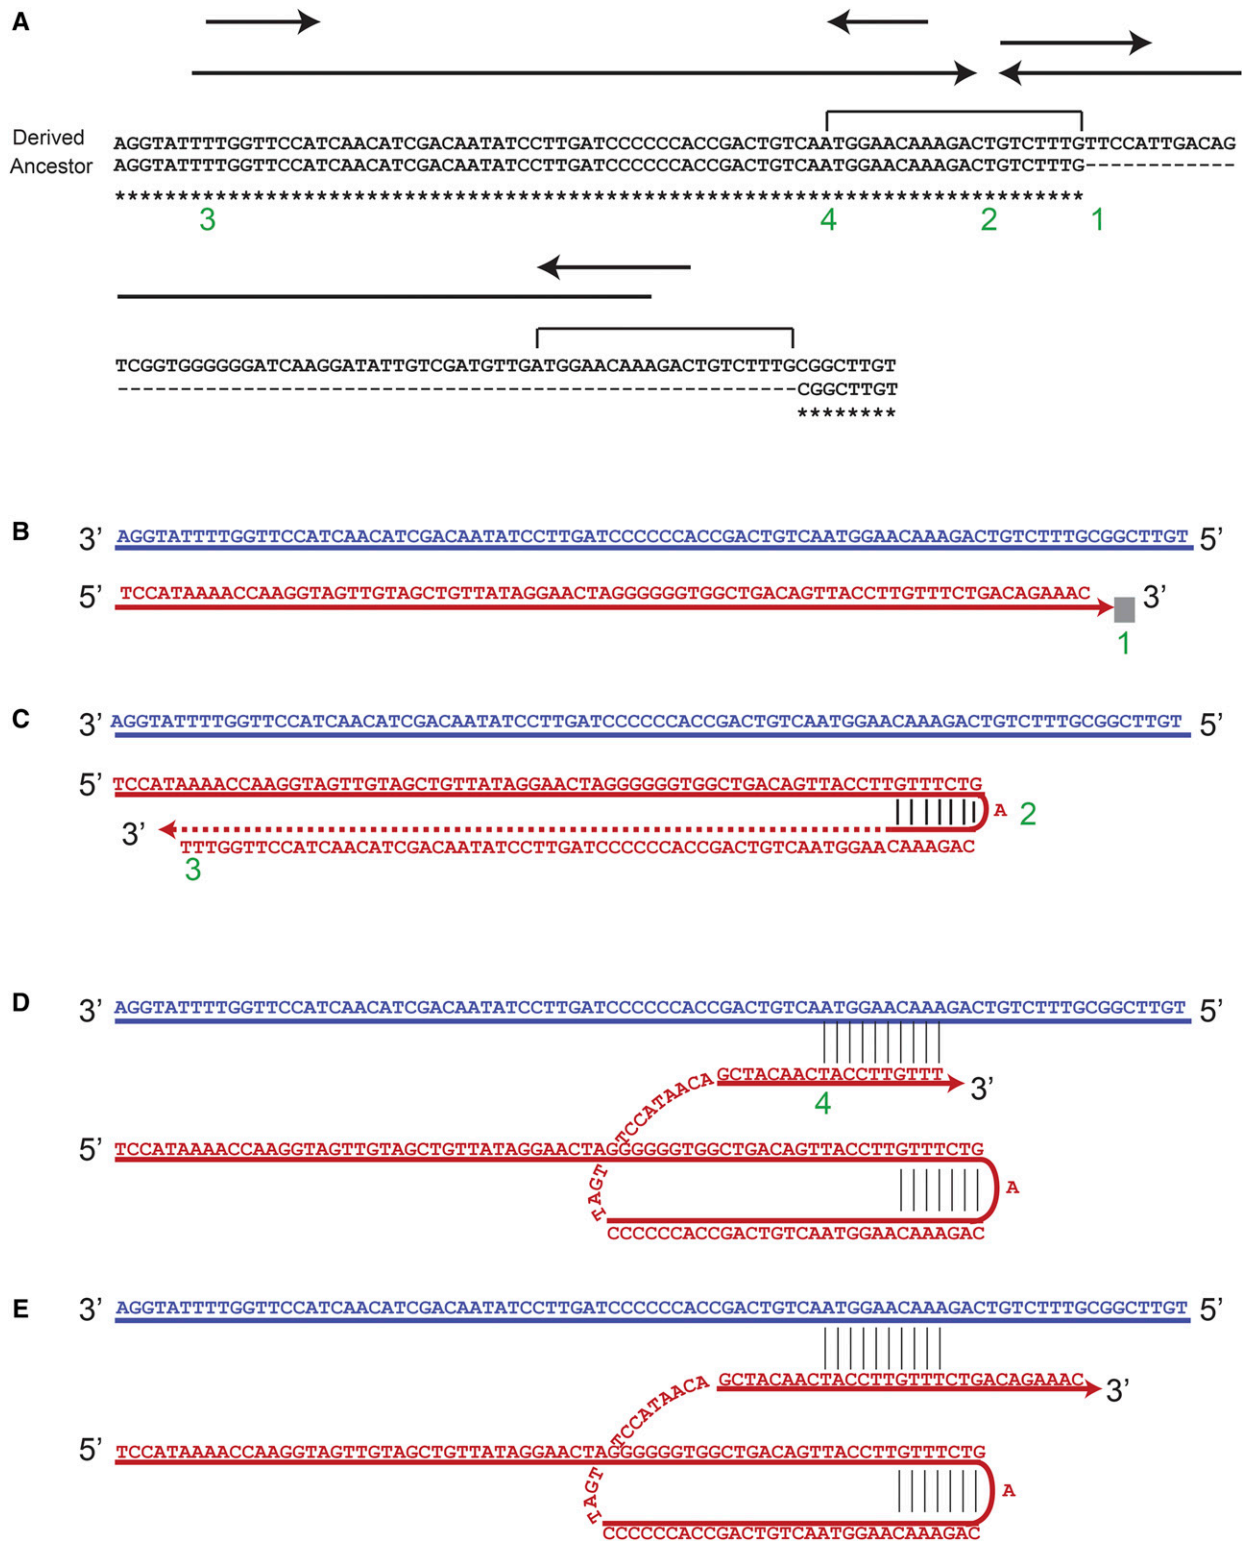 A
Derived AGGTATTTTGGTTCCATCAACATCGACAATATCCTTGATCCCCCCACCGACTGTCAATGGAACAAAGACTGTCTTTGTTCCATTGACAG
Ancestor AGGTATTTTGGTTCCATCAACATCGACAATATCCTTGATCCCCCCACCGACTGTCAATGGAACAAAGACTGTCTTTG------------
***************************************************************************
3 4 2 1
TCGGTGGGGGGATCAAGGATATTGTCGATGTTGATGGAACAAAGACTGTCTTTGCGGCTTGT
-----------------------------------------------------CGGCTTGT
********
B
3’ AGGTATTTTGGTTCCATCAACATCGACAATATCCTTGATCCCCCCACCGACTGTCAATGGAACAAAGACTGTCTTTGCGGCTTGT 5’
5’ TCCATAAAACCAAGGTAGTTGTAGCTGTTATAGGAACTAGGGGGGTGGCTGACAGTTACCTTGTTTCTGACAGAAAC 3’
1
C
3’ AGGTATTTTGGTTCCATCAACATCGACAATATCCTTGATCCCCCCACCGACTGTCAATGGAACAAAGACTGTCTTTGCGGCTTGT 5’
5’ TCCATAAAACCAAGGTAGTTGTAGCTGTTATAGGAACTAGGGGGGTGGCTGACAGTTACCTTGTTTCTG
A 2
3’
TTTGGTTCCATCAACATCGACAATATCCTTGATCCCCCCACCGACTGTCAATGGAACAAAGAC
3
D
3’ AGGTATTTTGGTTCCATCAACATCGACAATATCCTTGATCCCCCCACCGACTGTCAATGGAACAAAGACTGTCTTTGCGGCTTGT 5’
TCCATAACA GCTACAACTACCTTGTTT 3’
4
5’ TCCATAAAACCAAGGTAGTTGTAGCTGTTATAGGAACTAGGGGGGTGGCTGACAGTTACCTTGTTTCTG
TAGT
A
CCCCCCACCGACTGTCAATGGAACAAAGAC
E
3’ AGGTATTTTGGTTCCATCAACATCGACAATATCCTTGATCCCCCCACCGACTGTCAATGGAACAAAGACTGTCTTTGCGGCTTGT 5’
TCCATAACA GCTACAACTACCTTGTTTCTGACAGAAAC 3’
5’ TCCATAAAACCAAGGTAGTTGTAGCTGTTATAGGAACTAGGGGGGTGGCTGACAGTTACCTTGTTTCTG
TAGT
A
CCCCCCACCGACTGTCAATGGAACAAAGAC